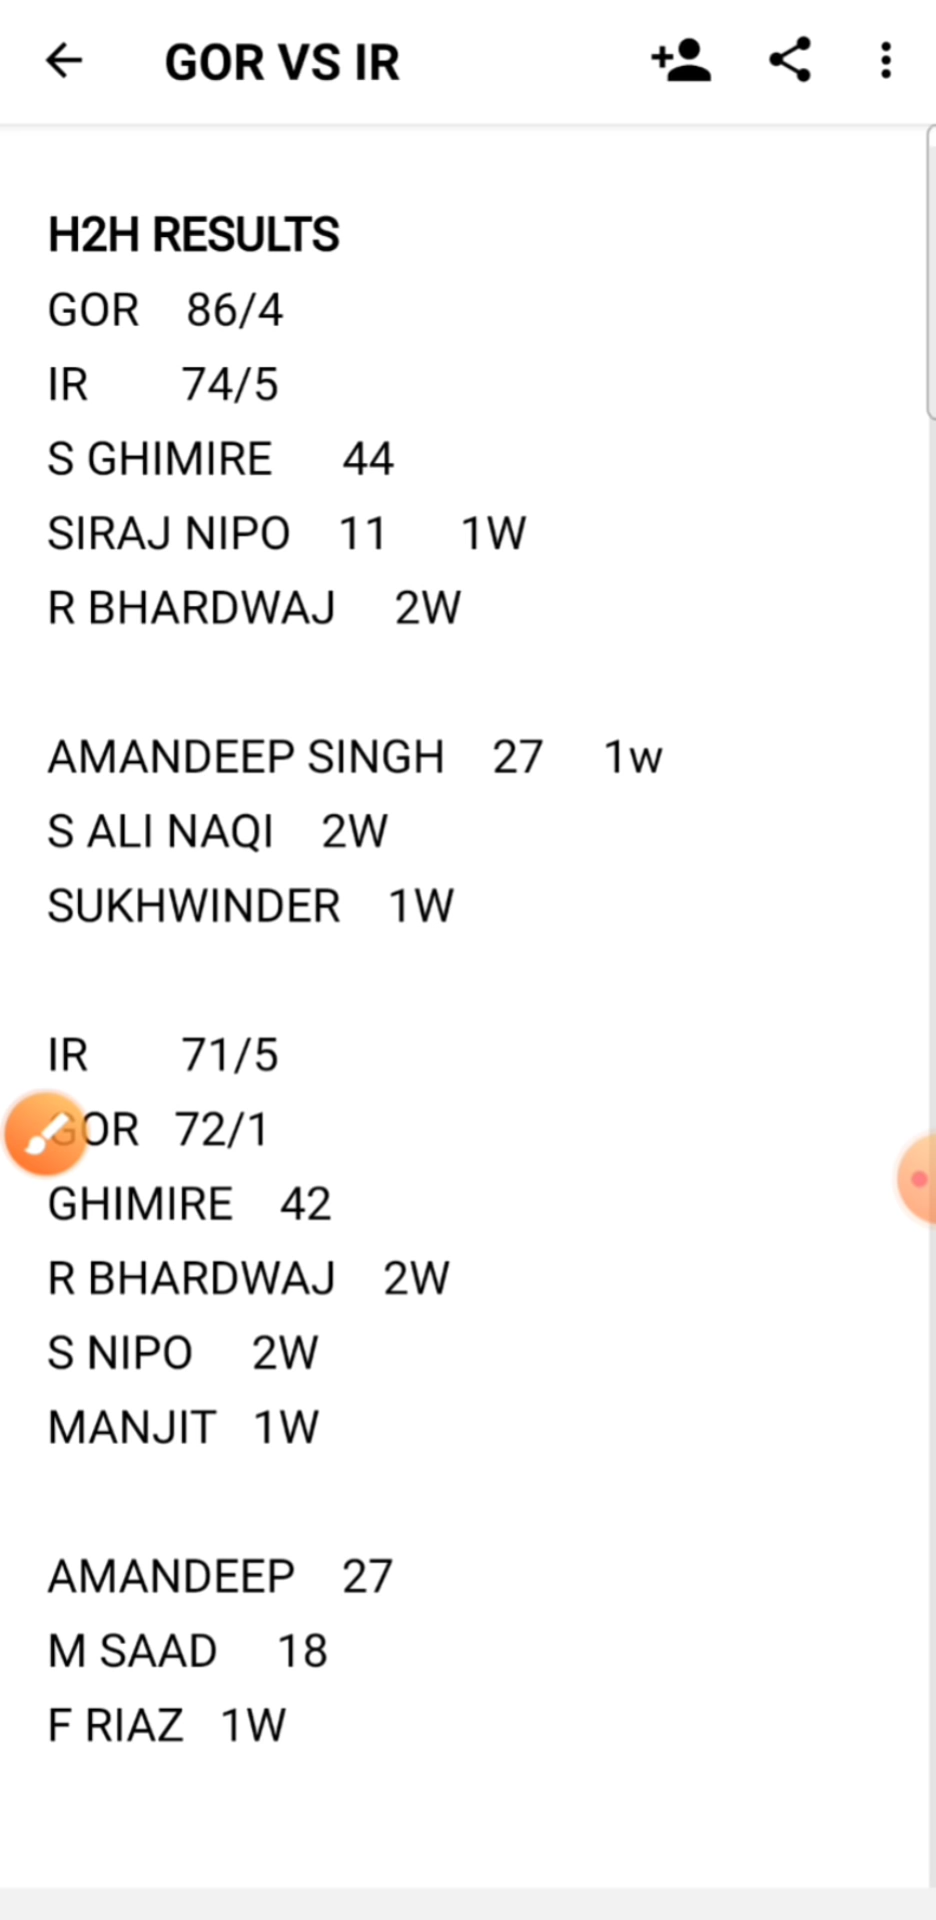 GOR VS IR
H2H RESULTS
GOR 86/4
IR 74/5
S GHIMIRE 44
SIRAJ NIPO 11 1W
R BHARDWAJ 2W
AMANDEEP SINGH 27 1w
S ALI NAQI 2W
SUKHWINDER 1W
IR 71/5
GOR 72/1
GHIMIRE 42
R BHARDWAJ 2W
S NIPO 2W
MANJIT 1W
AMANDEEP 27
M SAAD 18
F RIAZ 1W